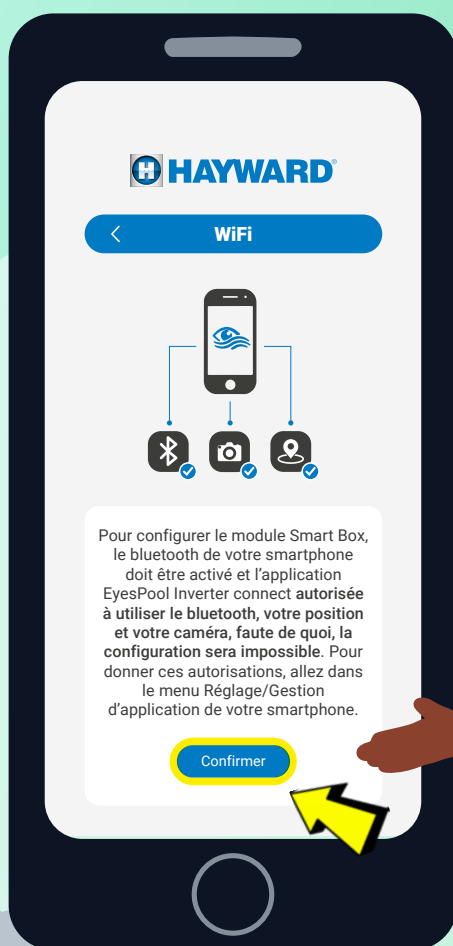 HAYWARD
WiFi
Pour configurer le module Smart Box,
le bluetooth de votre smartphone
doit être activé et l'application
EyesPool Inverter connect autorisée
à utiliser le bluetooth, votre position
et votre caméra, faute de quoi, la
configuration sera impossible. Pour
donner ces autorisations, allez dans
le menu Réglage/Gestion
d'application de votre smartphone.
Confirmer